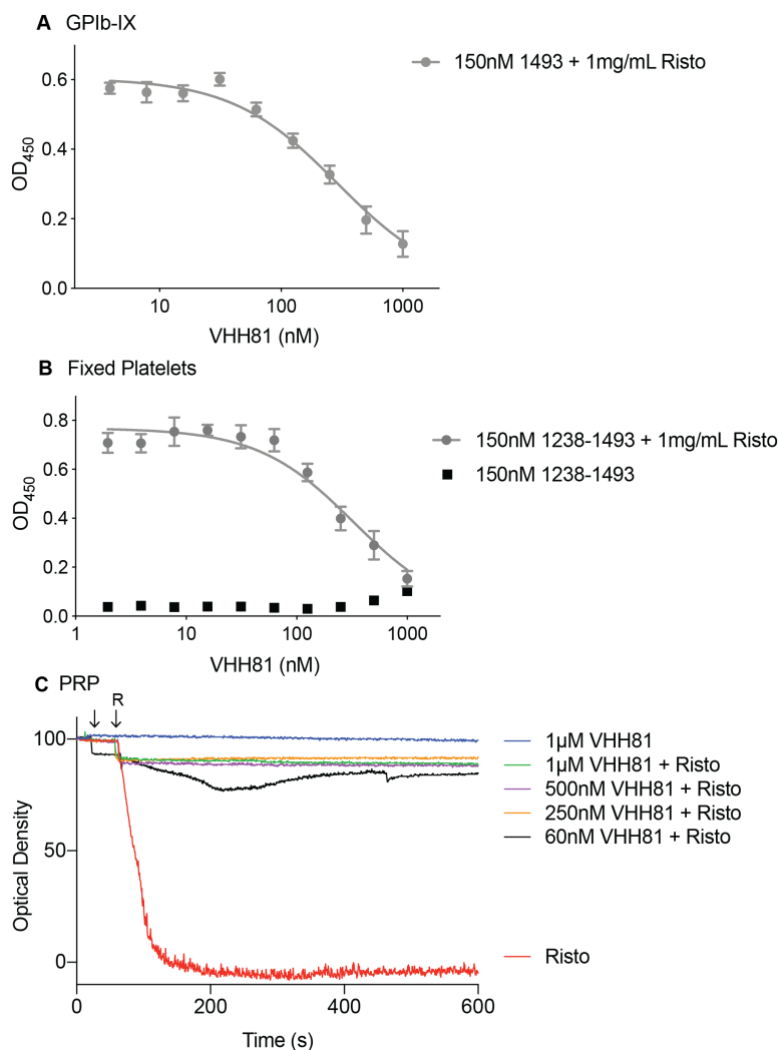 A GPIb-IX
0.6
0.4
0.2
0.0
OD450
10
100
1000
VHH81 (nM)
150nM 1493 + 1mg/mL Risto
B Fixed Platelets
0.8
0.6
0.4
0.2
0.0
OD450
1
10
100
1000
VHH81 (nM)
150nM 1238-1493 + 1mg/mL Risto
150nM 1238-1493
C PRP
R
100
50
0
Optical Density
0
200
400
600
Time (s)
1µM VHH81
1µM VHH81 + Risto
500nM VHH81 + Risto
250nM VHH81 + Risto
60nM VHH81 + Risto
Risto